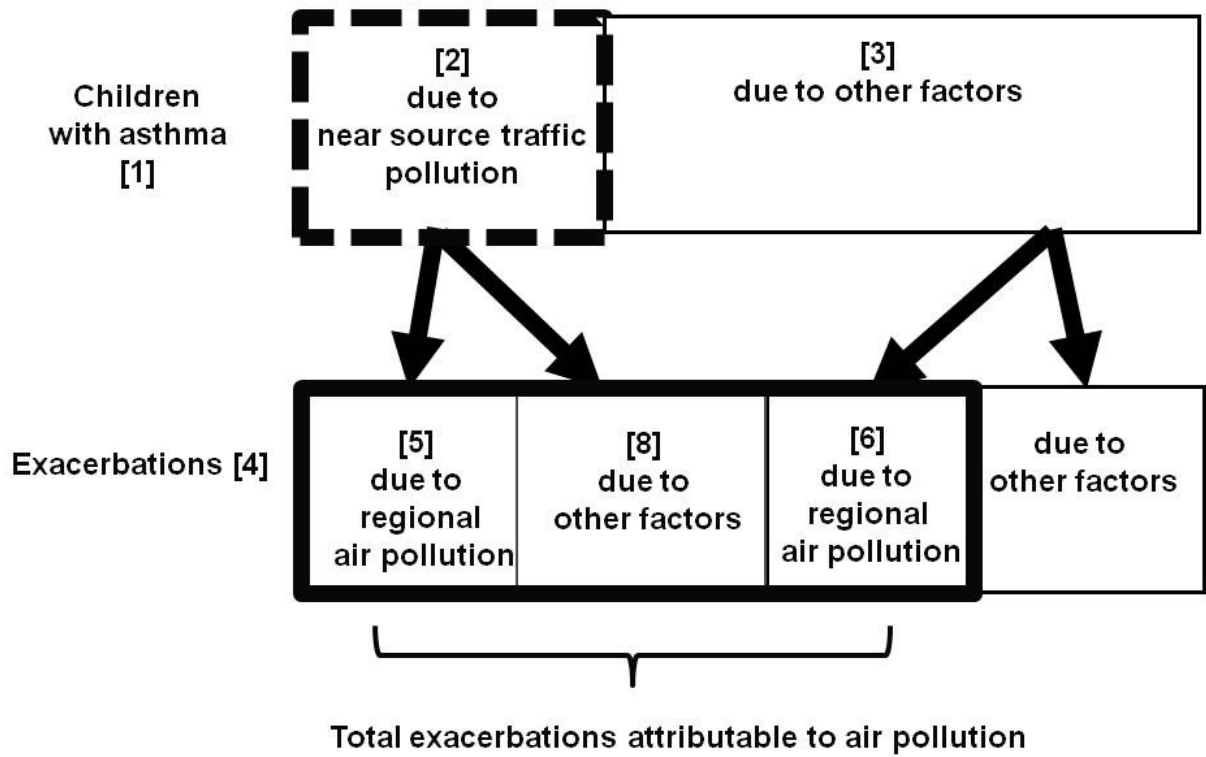 Children
with asthma
[1]
[2]
due to
near source traffic
pollution
[3]
due to other factors
Exacerbations [4]
[5]
due to
regional
air pollution
[8]
due to
other factors
[6]
due to
regional
air pollution
due to
other factors
Total exacerbations attributable to air pollution